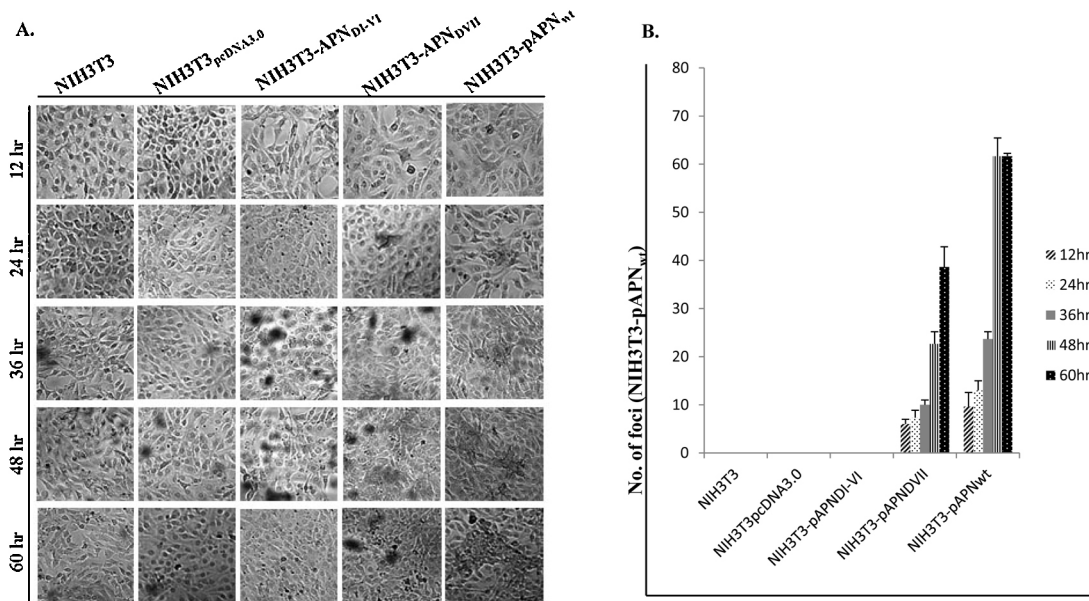 A.
NIH3T3
NIH3T3pcDNA3.0
NIH3T3-APNDI-VI
NIH3T3-APNDVII
NIH3T3-pAPNwt
12 hr
24 hr
36 hr
48 hr
60 hr
B.
No. of foci (NIH3T3-pAPNwt)
80
70
60
50
40
30
20
10
0
NIH3T3
NIH3T3pcDNA3.0
NIH3T3-pAPNDI-VI
NIH3T3-pAPNDVII
NIH3T3-pAPNwt
12hr
24hr
36hr
48hr
60hr